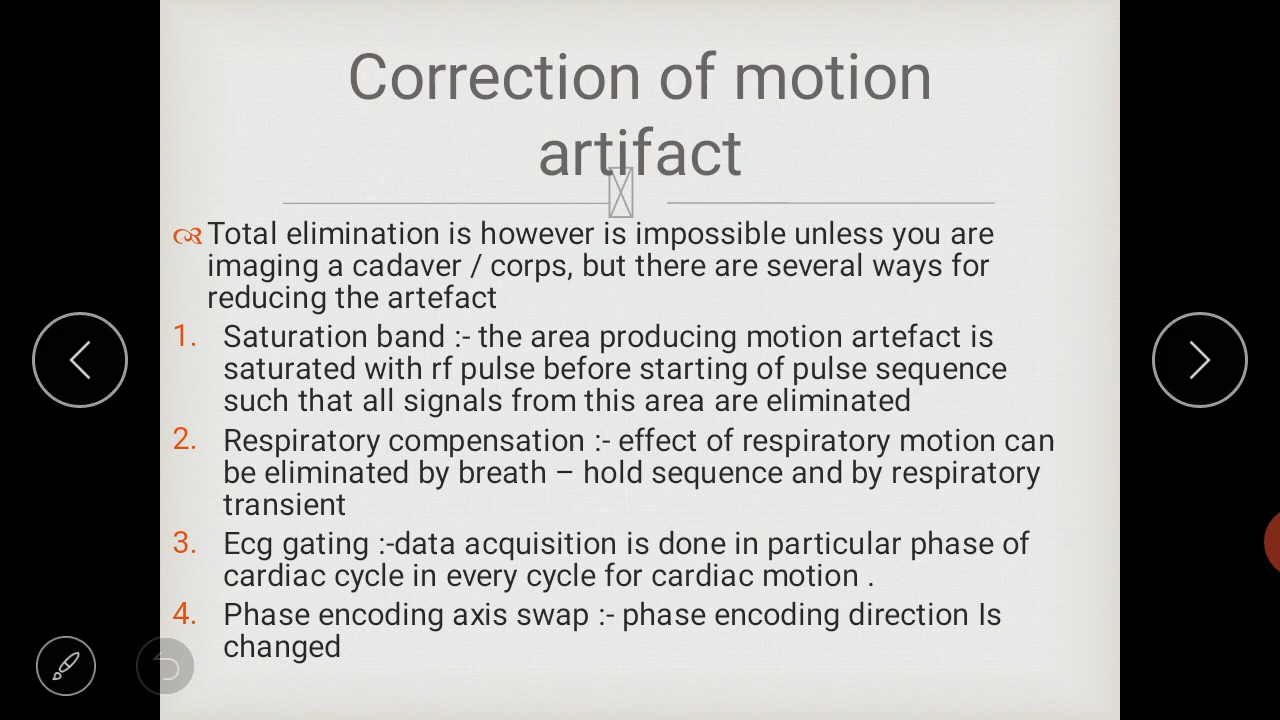 Correction of motion
artifact
Total elimination is however is impossible unless you are
imaging a cadaver / corps, but there are several ways for
reducing the artefact
1. Saturation band :- the area producing motion artefact is
saturated with rf pulse before starting of pulse sequence
such that all signals from this area are eliminated
2. Respiratory compensation :- effect of respiratory motion can
be eliminated by breath – hold sequence and by respiratory
transient
3. Ecg gating :-data acquisition is done in particular phase of
cardiac cycle in every cycle for cardiac motion .
4. Phase encoding axis swap :- phase encoding direction Is
changed